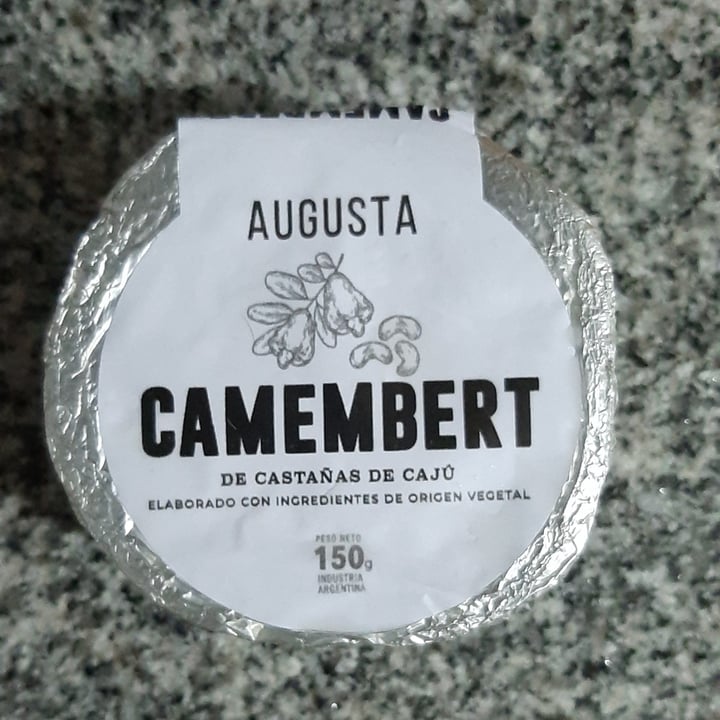 AUGUSTA
CAMEMBERT
DE CASTAÑAS DE CAJÚ
ELABORADO CON INGREDIENTES DE ORIGEN VEGETAL
PESO NETO
150g
INDUSTRIA
ARGENTINA